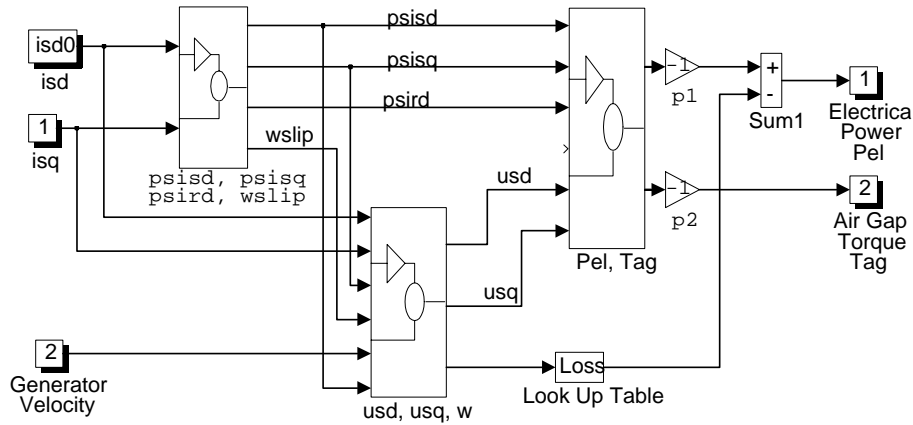 isd0
isd
1
isq
psisd, psisq
psird, wslip
psisd
psisq
psird
wslip
2
Generator
Velocity
usd, usq, w
usd
usq
Pel, Tag
-1
p1
-1
p2
Loss
Look Up Table
+
-
Sum1
1
Electrica
Power
Pel
2
Air Gap
Torque
Tag